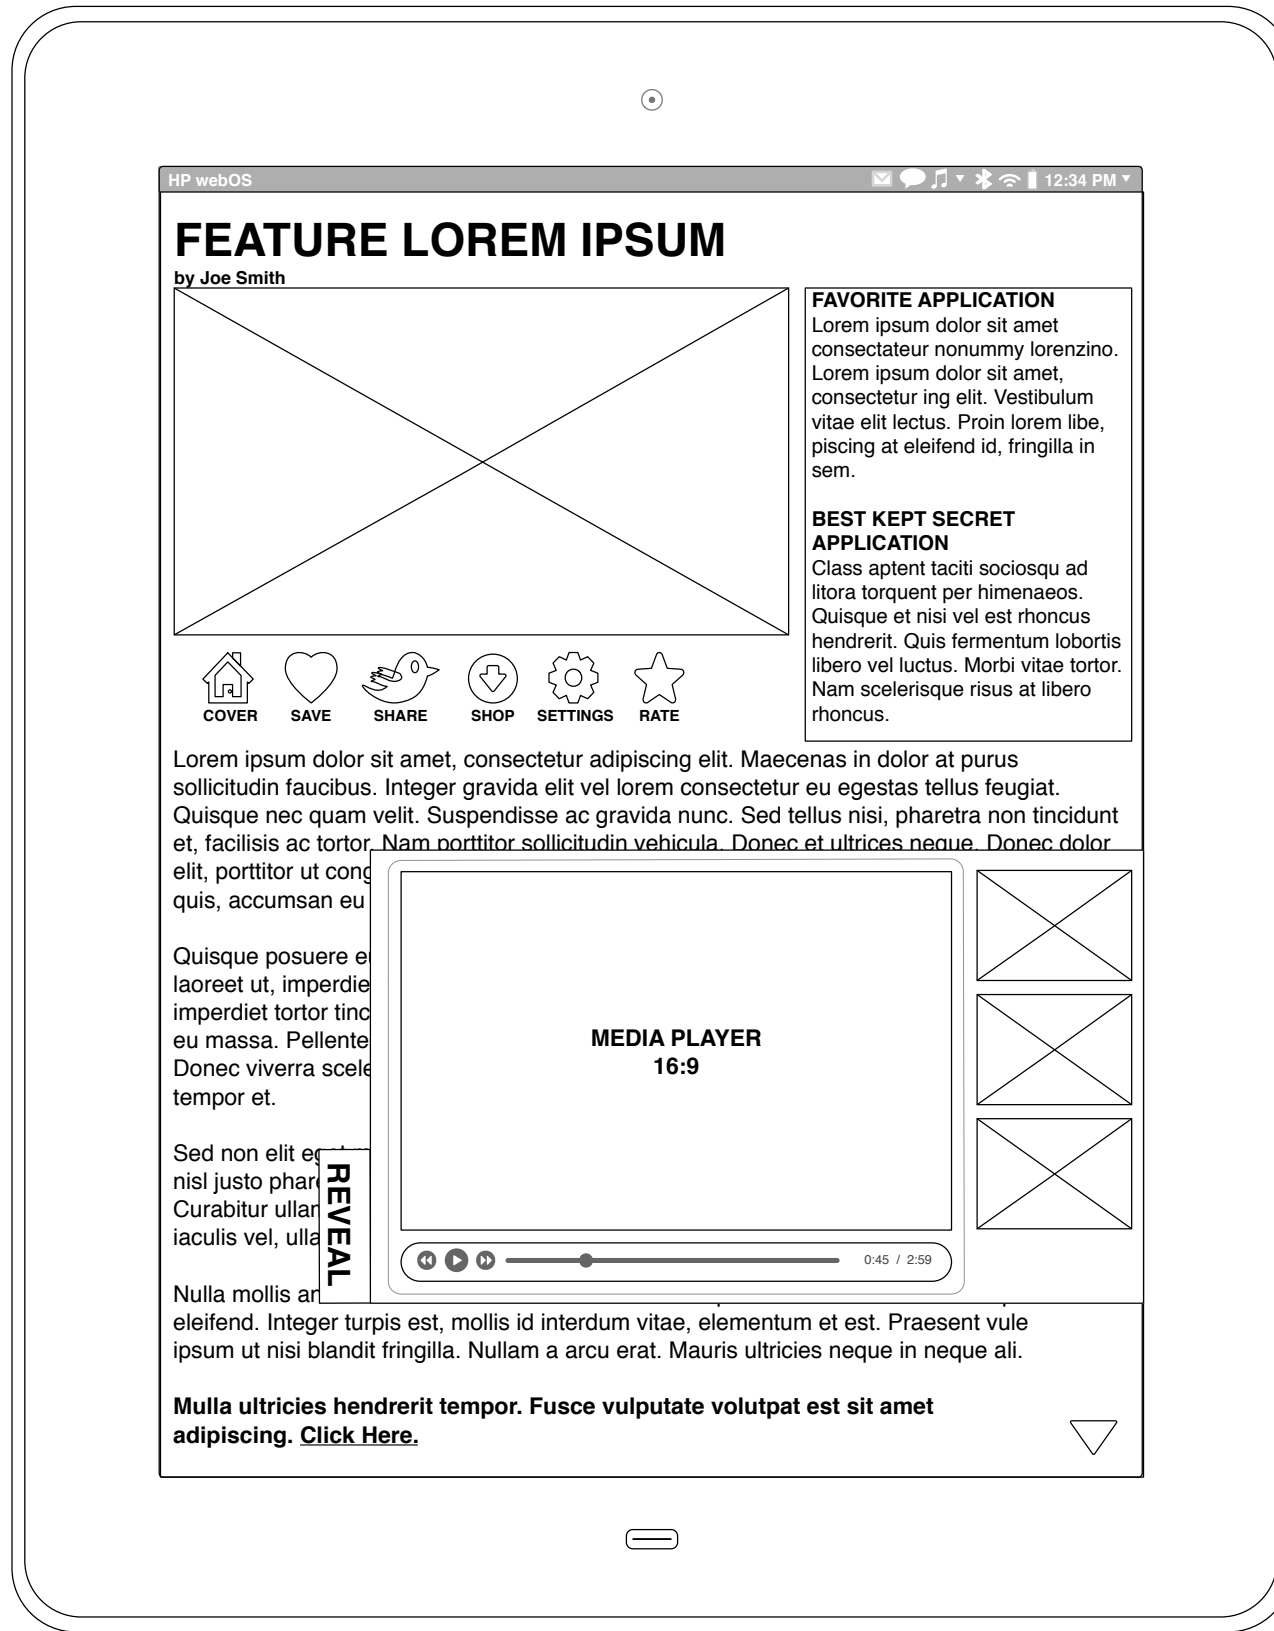 HP webOS
12:34 PM
FEATURE LOREM IPSUM
by Joe Smith
FAVORITE APPLICATION
Lorem ipsum dolor sit amet
consectateur nonummy lorenzino.
Lorem ipsum dolor sit amet,
consectetur ing elit. Vestibulum
vitae elit lectus. Proin lorem libe,
piscing at eleifend id, fringilla in
sem.
BEST KEPT SECRET
APPLICATION
Class aptent taciti sociosqu ad
litora torquent per himenaeos.
Quisque et nisi vel est rhoncus
hendrerit. Quis fermentum lobortis
libero vel luctus. Morbi vitae tortor.
Nam scelerisque risus at libero
rhoncus.
COVER
SAVE
SHARE
SHOP
SETTINGS
RATE
Lorem ipsum dolor sit amet, consectetur adipiscing elit. Maecenas in dolor at purus
sollicitudin faucibus. Integer gravida elit vel lorem consectetur eu egestas tellus feugiat.
Quisque nec quam velit. Suspendisse ac gravida nunc. Sed tellus nisi, pharetra non tincidunt
et, facilisis ac tortor. Nam porttitor sollicitudin vehicula. Donec et ultrices neque. Donec dolor
elit, porttitor ut
quis, accumsan eu
Quisque posuere
laoreet ut,
imperdiet tortor
eu massa.
Donec viverra
tempor et.
Sed non elit
nisl justo
Curabitur
iaculis vel,
Nulla mollis
eleifend. Integer turpis est, mollis id interdum vitae, elementum et est. Praesent vule
ipsum ut nisi blandit fringilla. Nullam a arcu erat. Mauris ultricies neque in neque ali.
Mulla ultricies hendrerit tempor. Fusce vulputate volutpat est sit amet
adipiscing. Click Here.
REVEAL
MEDIA PLAYER
16:9
0:45 / 2:59